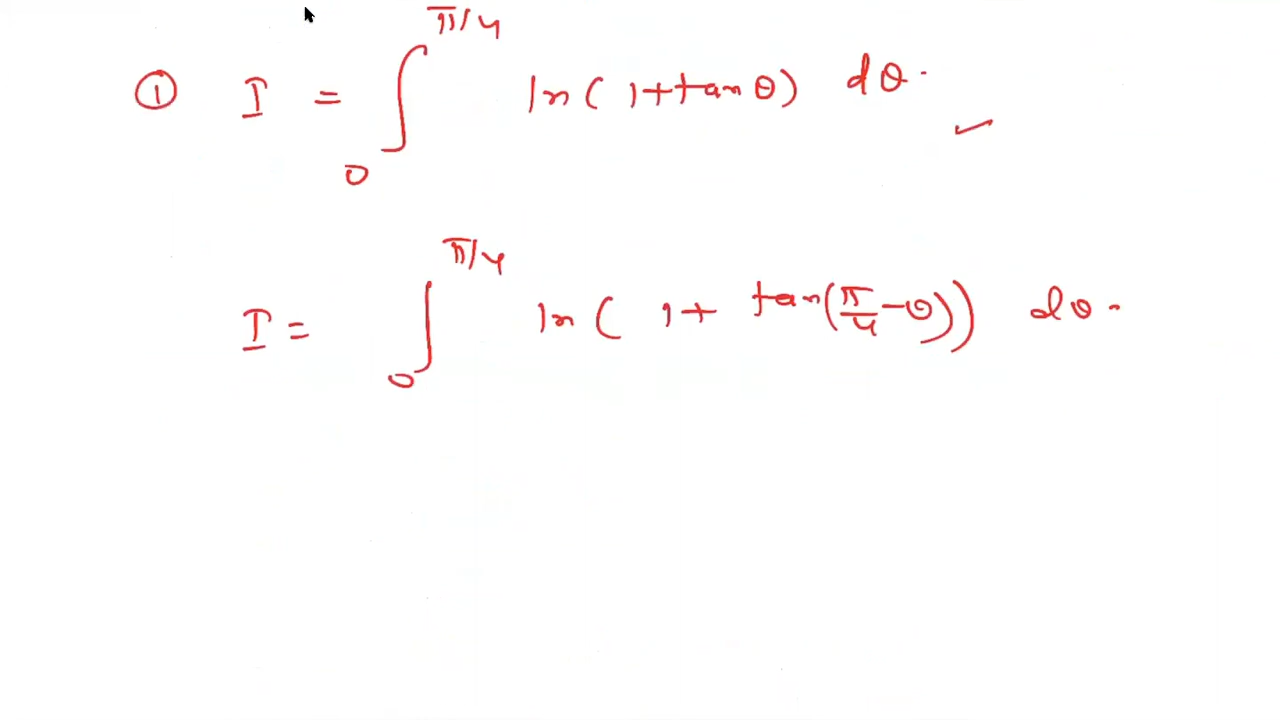 ① I = ∫₀^{π/4} ln(1+tanθ) dθ.
I = ∫₀^{π/4} ln(1+ tan(π/4−θ)) dθ.